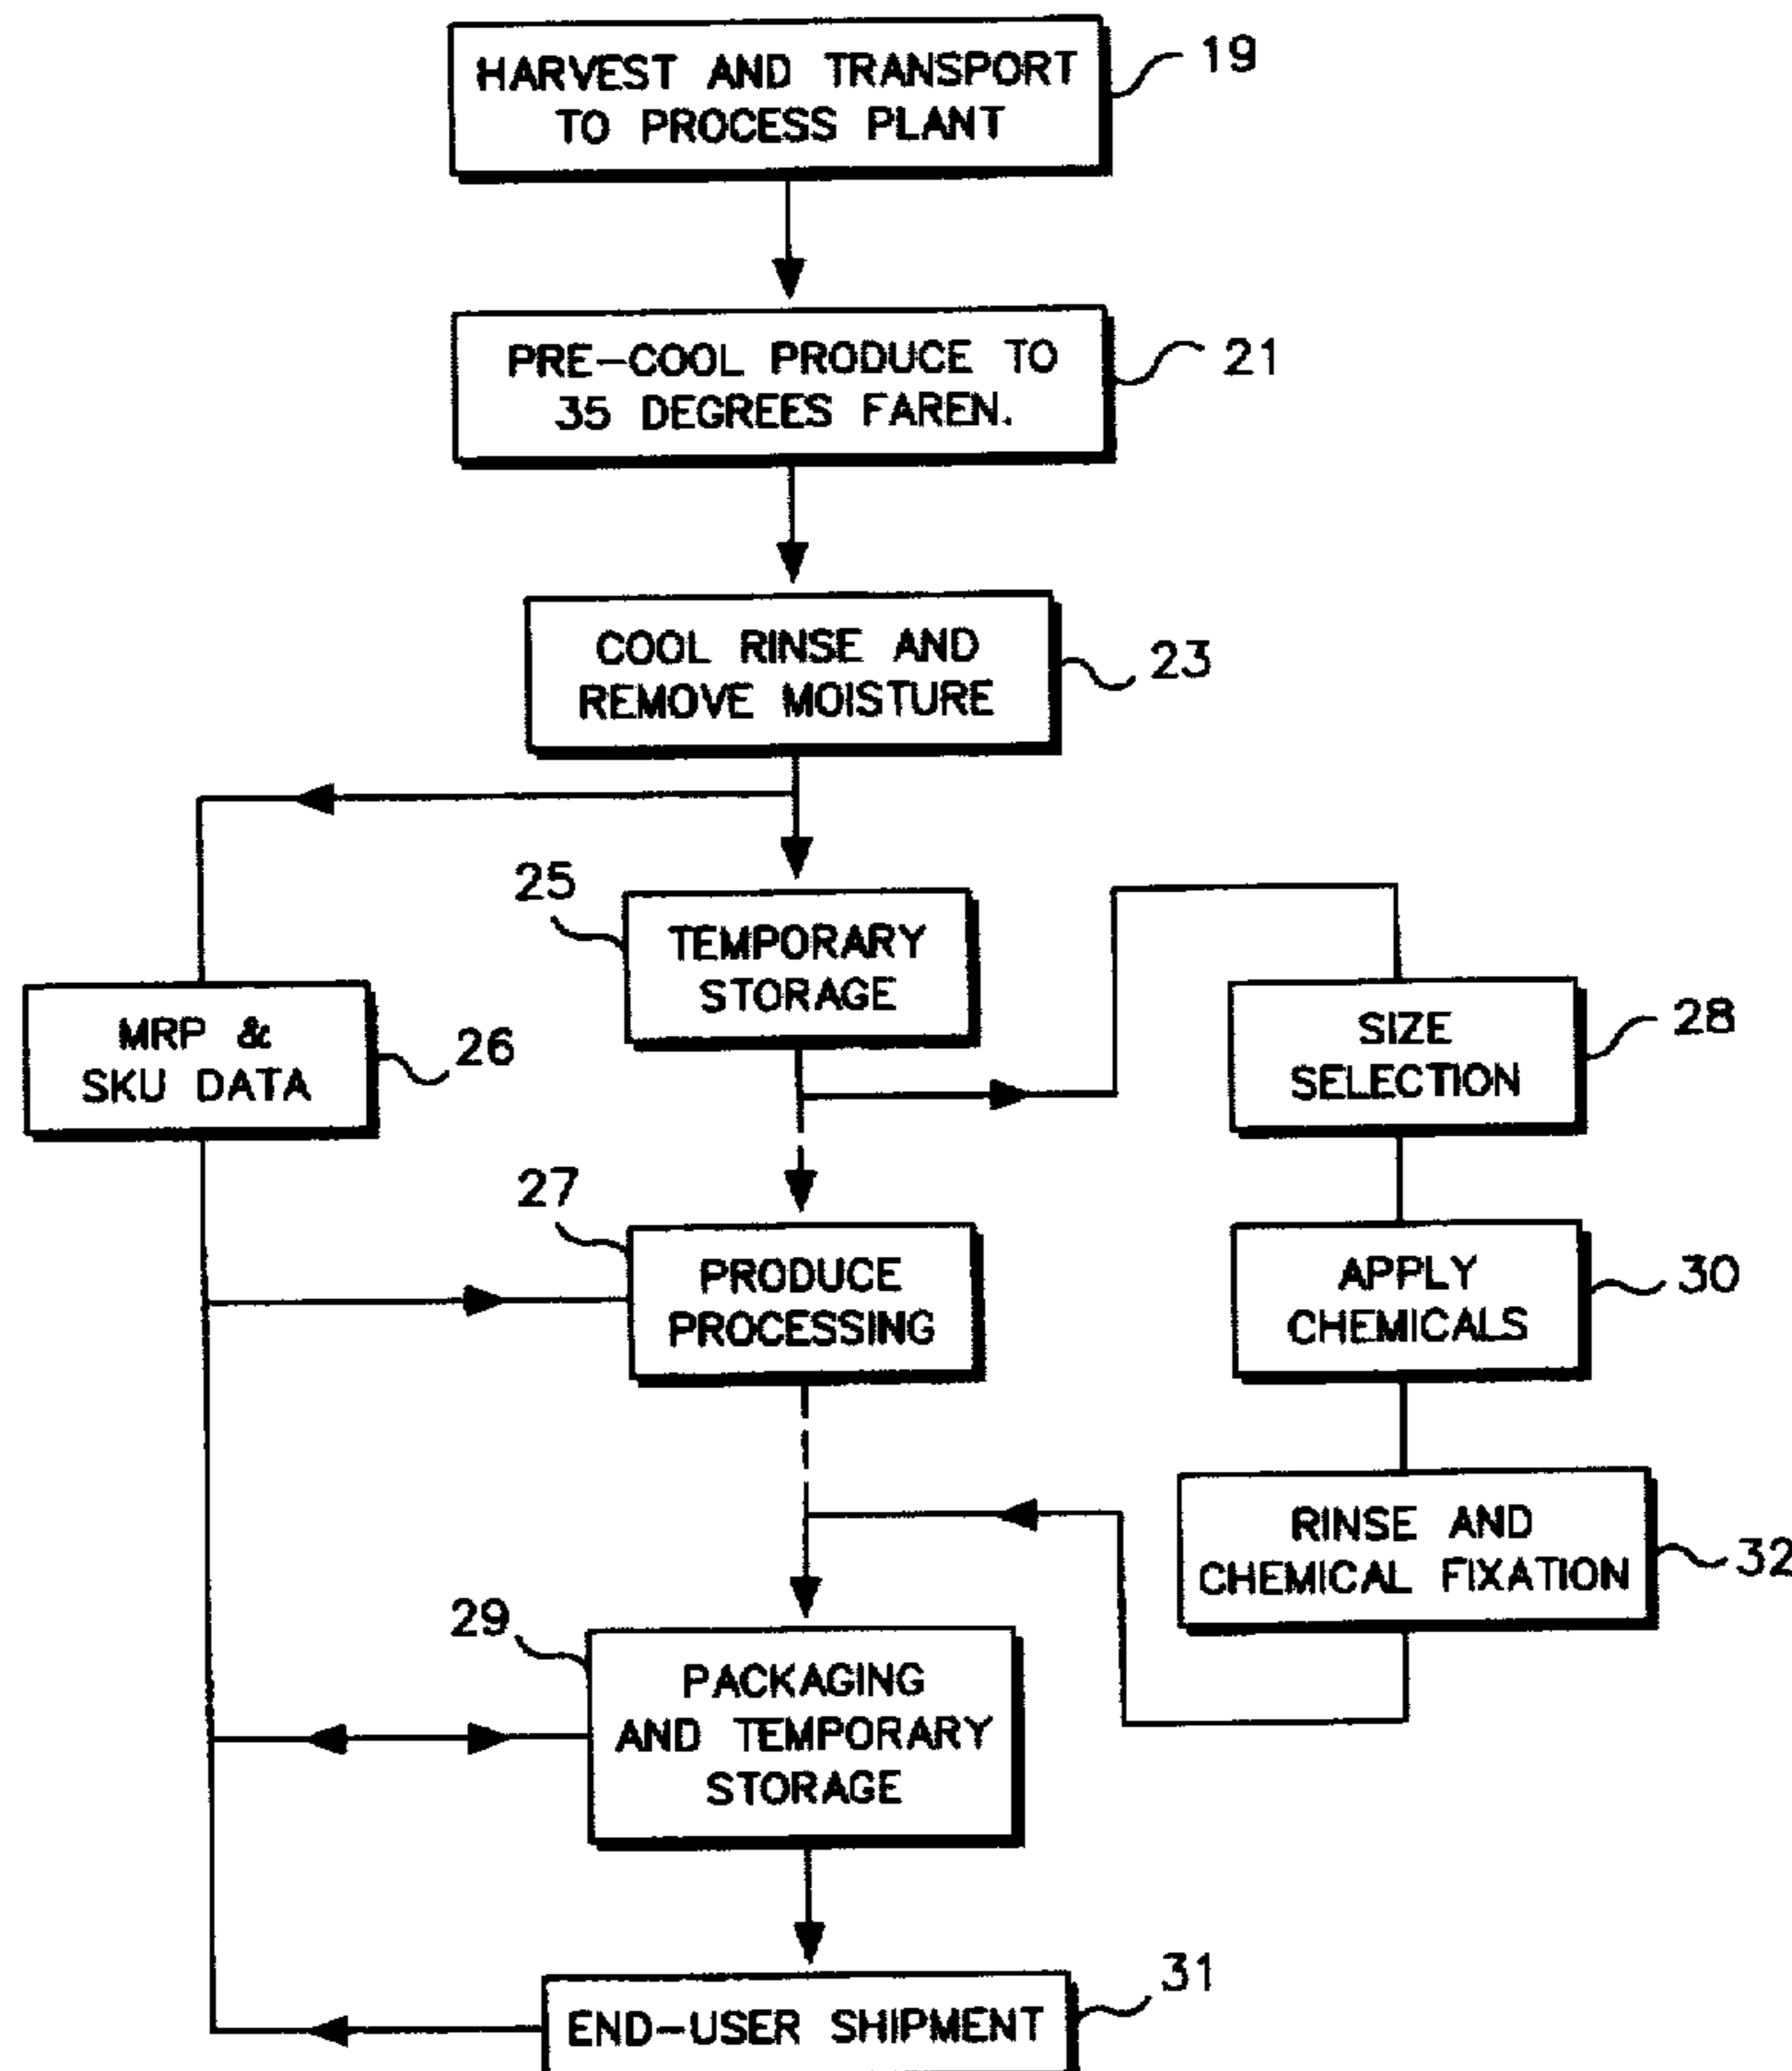 HARVEST AND TRANSPORT
TO PROCESS PLANT
19
PRE-COOL PRODUCE TO
35 DEGREES FAREN.
21
COOL RINSE AND
REMOVE MOISTURE
23
25
TEMPORARY
STORAGE
MRP &
SKU DATA
26
SIZE
SELECTION
28
27
PRODUCE
PROCESSING
APPLY
CHEMICALS
30
RINSE AND
CHEMICAL FIXATION
32
29
PACKAGING
AND TEMPORARY
STORAGE
31
END-USER SHIPMENT